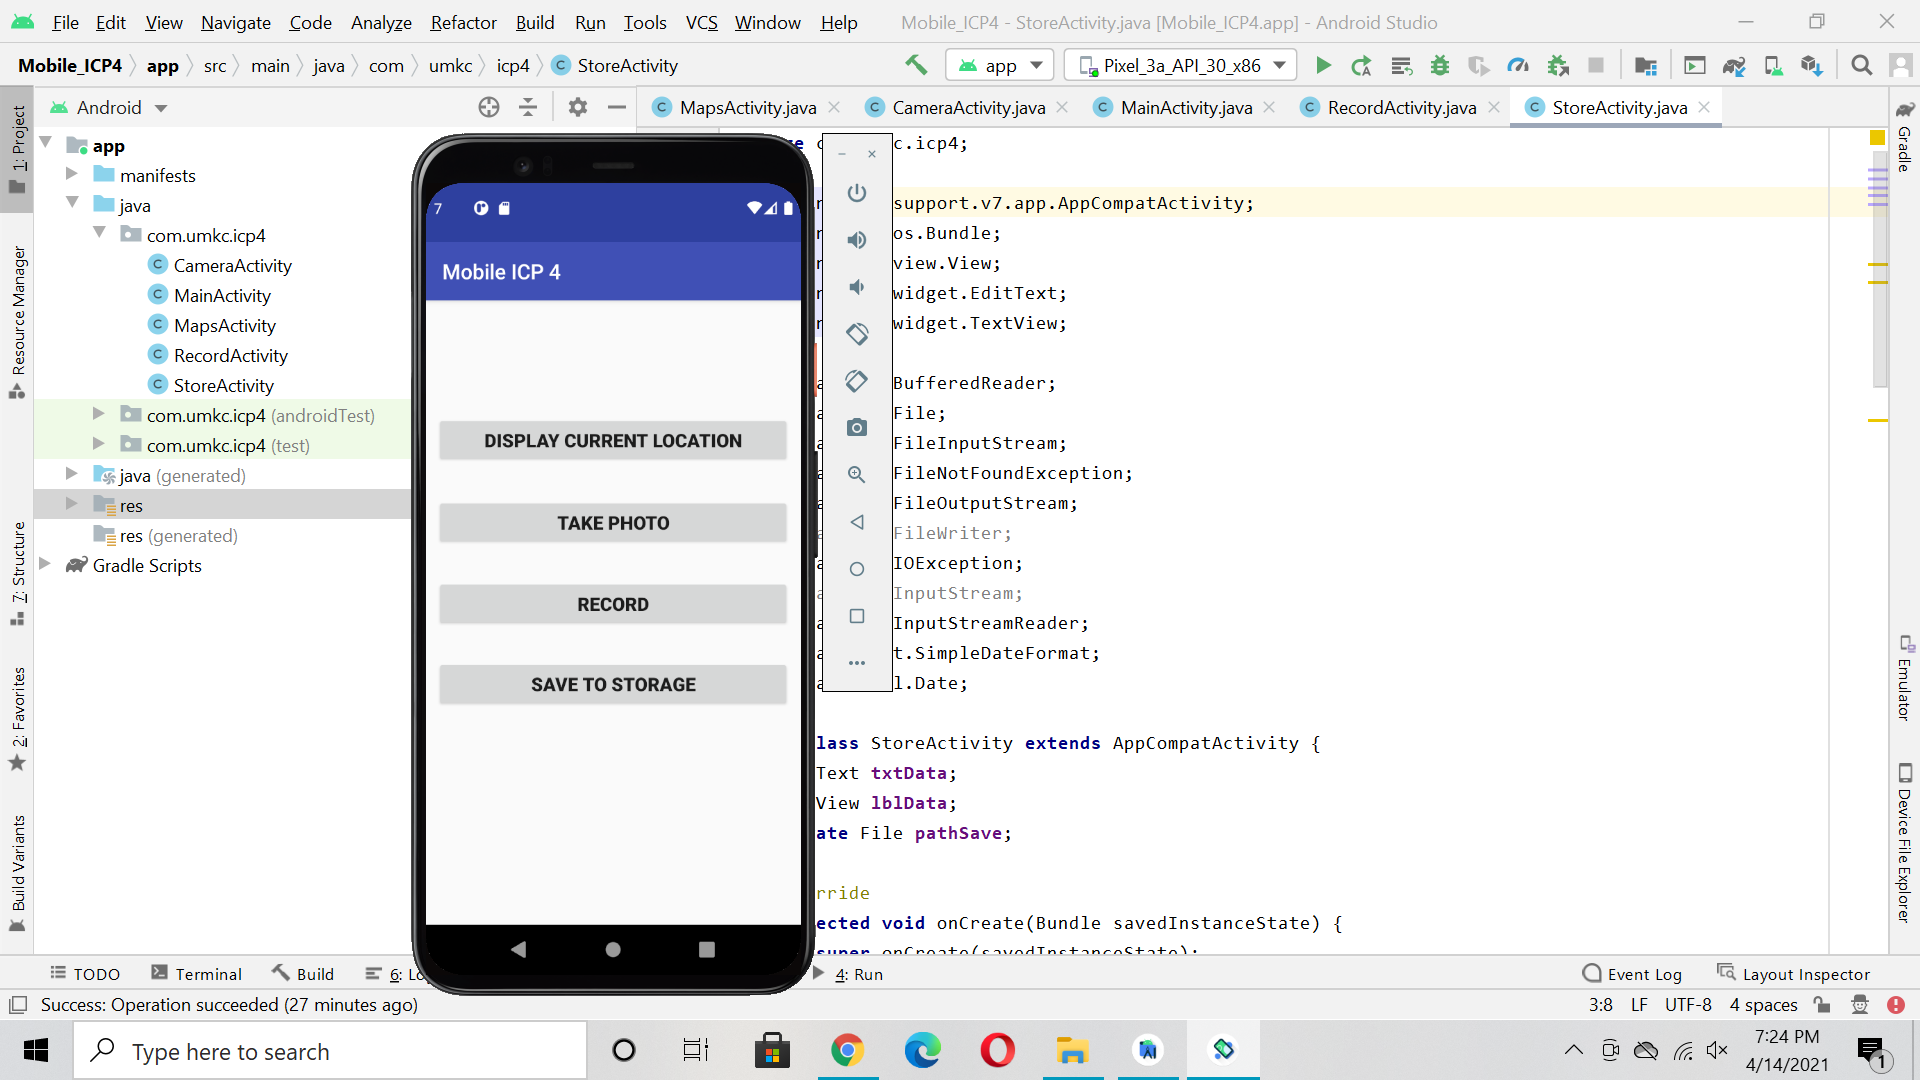 File Edit View Navigate Code Analyze Refactor Build Run Tools VCS Window Help Mobile_ICP4 - StoreActivity.java [Mobile_ICP4.app] - Android Studio
Mobile_ICP4 app src main java com umkc icp4 C StoreActivity app Pixel_3a_API_30_x86
Android
C MapsActivity.java C CameraActivity.java C MainActivity.java C RecordActivity.java C StoreActivity.java
1: Project
Resource Manager
7: Structure
2: Favorites
Build Variants
app
manifests
java
com.umkc.icp4
C CameraActivity
C MainActivity
C MapsActivity
C RecordActivity
C StoreActivity
com.umkc.icp4 (androidTest)
com.umkc.icp4 (test)
java (generated)
res
res (generated)
Gradle Scripts
7
Mobile ICP 4
DISPLAY CURRENT LOCATION
TAKE PHOTO
RECORD
SAVE TO STORAGE
c.icp4;
support.v7.app.AppCompatActivity;
os.Bundle;
view.View;
widget.EditText;
widget.TextView;
BufferedReader;
File;
FileInputStream;
FileNotFoundException;
FileOutputStream;
FileWriter;
IOException;
InputStream;
InputStreamReader;
t.SimpleDateFormat;
l.Date;
lass StoreActivity extends AppCompatActivity {
Text txtData;
View lblData;
ate File pathSave;
rride
ected void onCreate(Bundle savedInstanceState) {
super.onCreate(savedInstanceState);
Gradle
Emulator
Device File Explorer
TODO Terminal Build 6: Lo 4: Run Event Log Layout Inspector
Success: Operation succeeded (27 minutes ago) 3:8 LF UTF-8 4 spaces
Type here to search
7:24 PM
4/14/2021
1